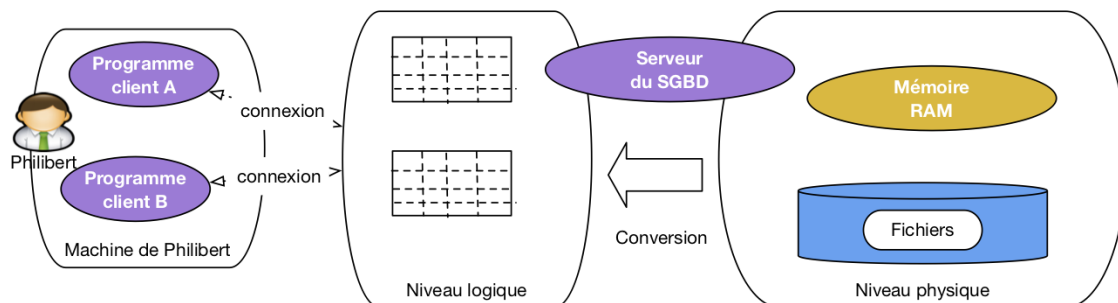 Programme
client A
Philibert
Programme
client B
Machine de Philibert
connexion
connexion
Niveau logique
Serveur
du SGBD
Conversion
Mémoire
RAM
Fichiers
Niveau physique